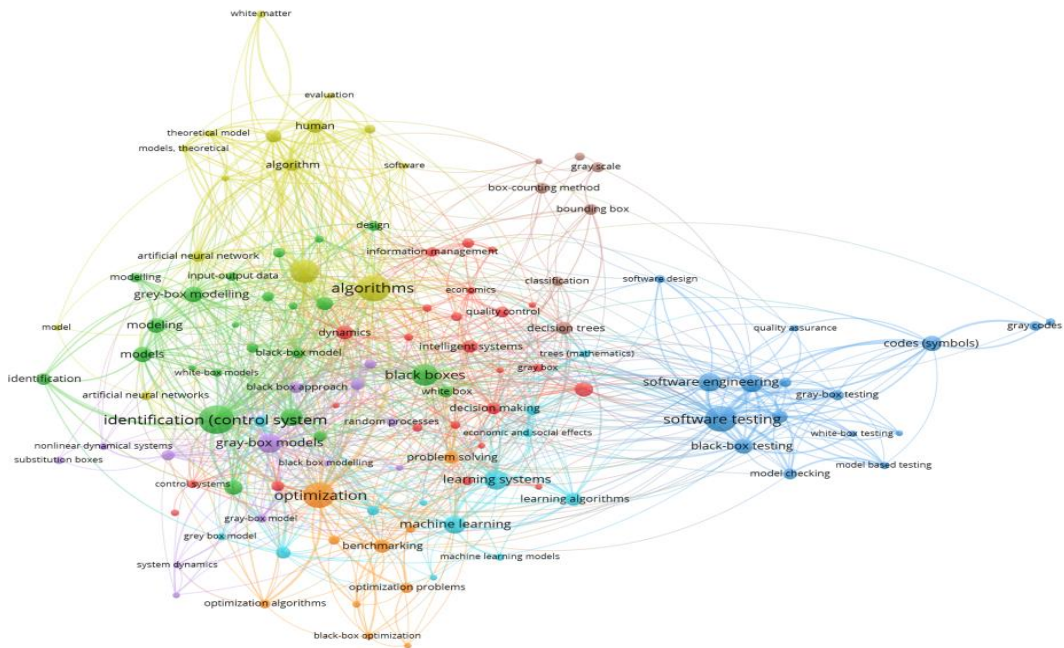 white matter
evaluation
human
theoretical model
models, theoretical
algorithm
software
gray scale
box-counting method
bounding box
design
information management
artificial neural network
modelling
input-output data
grey-box modelling
algorithms
economics
classification
software design
quality control
model
modeling
dynamics
decision trees
quality assurance
gray codes
models
black-box model
intelligent systems
trees (mathematics)
codes (symbols)
identification
white-box models
black boxes
gray box
black box approach
white box
software engineering
gray-box testing
artificial neural networks
decision making
identification (control system
random processes
software testing
economic and social effects
white-box testing
nonlinear dynamical systems
gray-box models
black-box testing
substitution boxes
black box modelling
problem solving
model based testing
control systems
learning systems
model checking
optimization
learning algorithms
gray-box model
machine learning
grey box model
benchmarking
machine learning models
system dynamics
optimization problems
optimization algorithms
black-box optimization